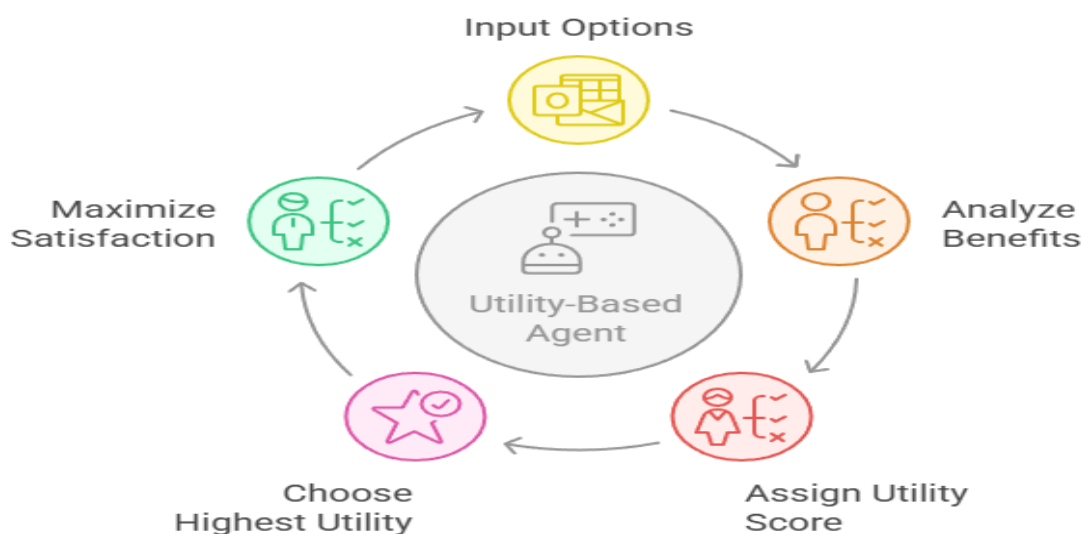 Input Options
Maximize
Satisfaction
Analyze
Benefits
Utility-Based
Agent
Choose
Highest Utility
Assign Utility
Score